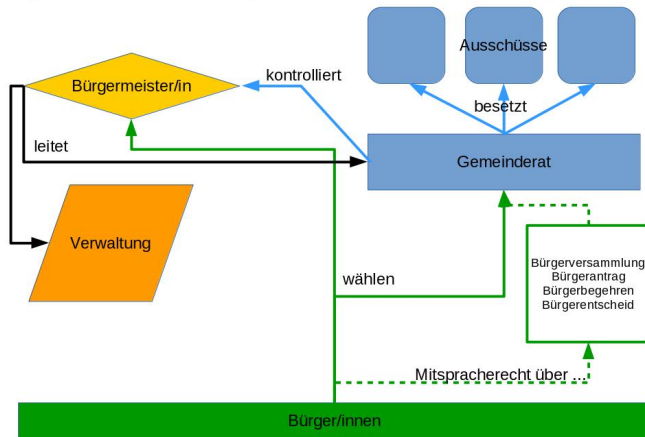 Ausschüsse
kontrolliert
Bürgermeister/in
besetzt
leitet
Gemeinderat
Verwaltung
Bürgerversammlung
Bürgerantrag
Bürgerbegehren
Bürgerentscheid
wählen
Mitspracherecht über ...
Bürger/innen